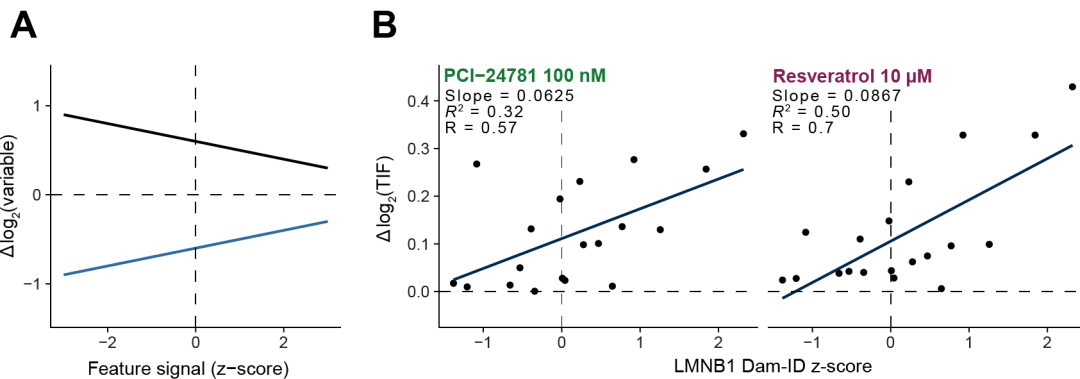 A
B
Δlog2(variable)
1
0
−1
−2
0
2
Feature signal (z−score)
Δlog2(TIF)
0.4
0.3
0.2
0.1
0.0
PCI−24781 100 nM
Slope = 0.0625
R² = 0.32
R = 0.57
Resveratrol 10 µM
Slope = 0.0867
R² = 0.50
R = 0.7
−1
0
1
2
−1
0
1
2
LMNB1 Dam-ID z-score